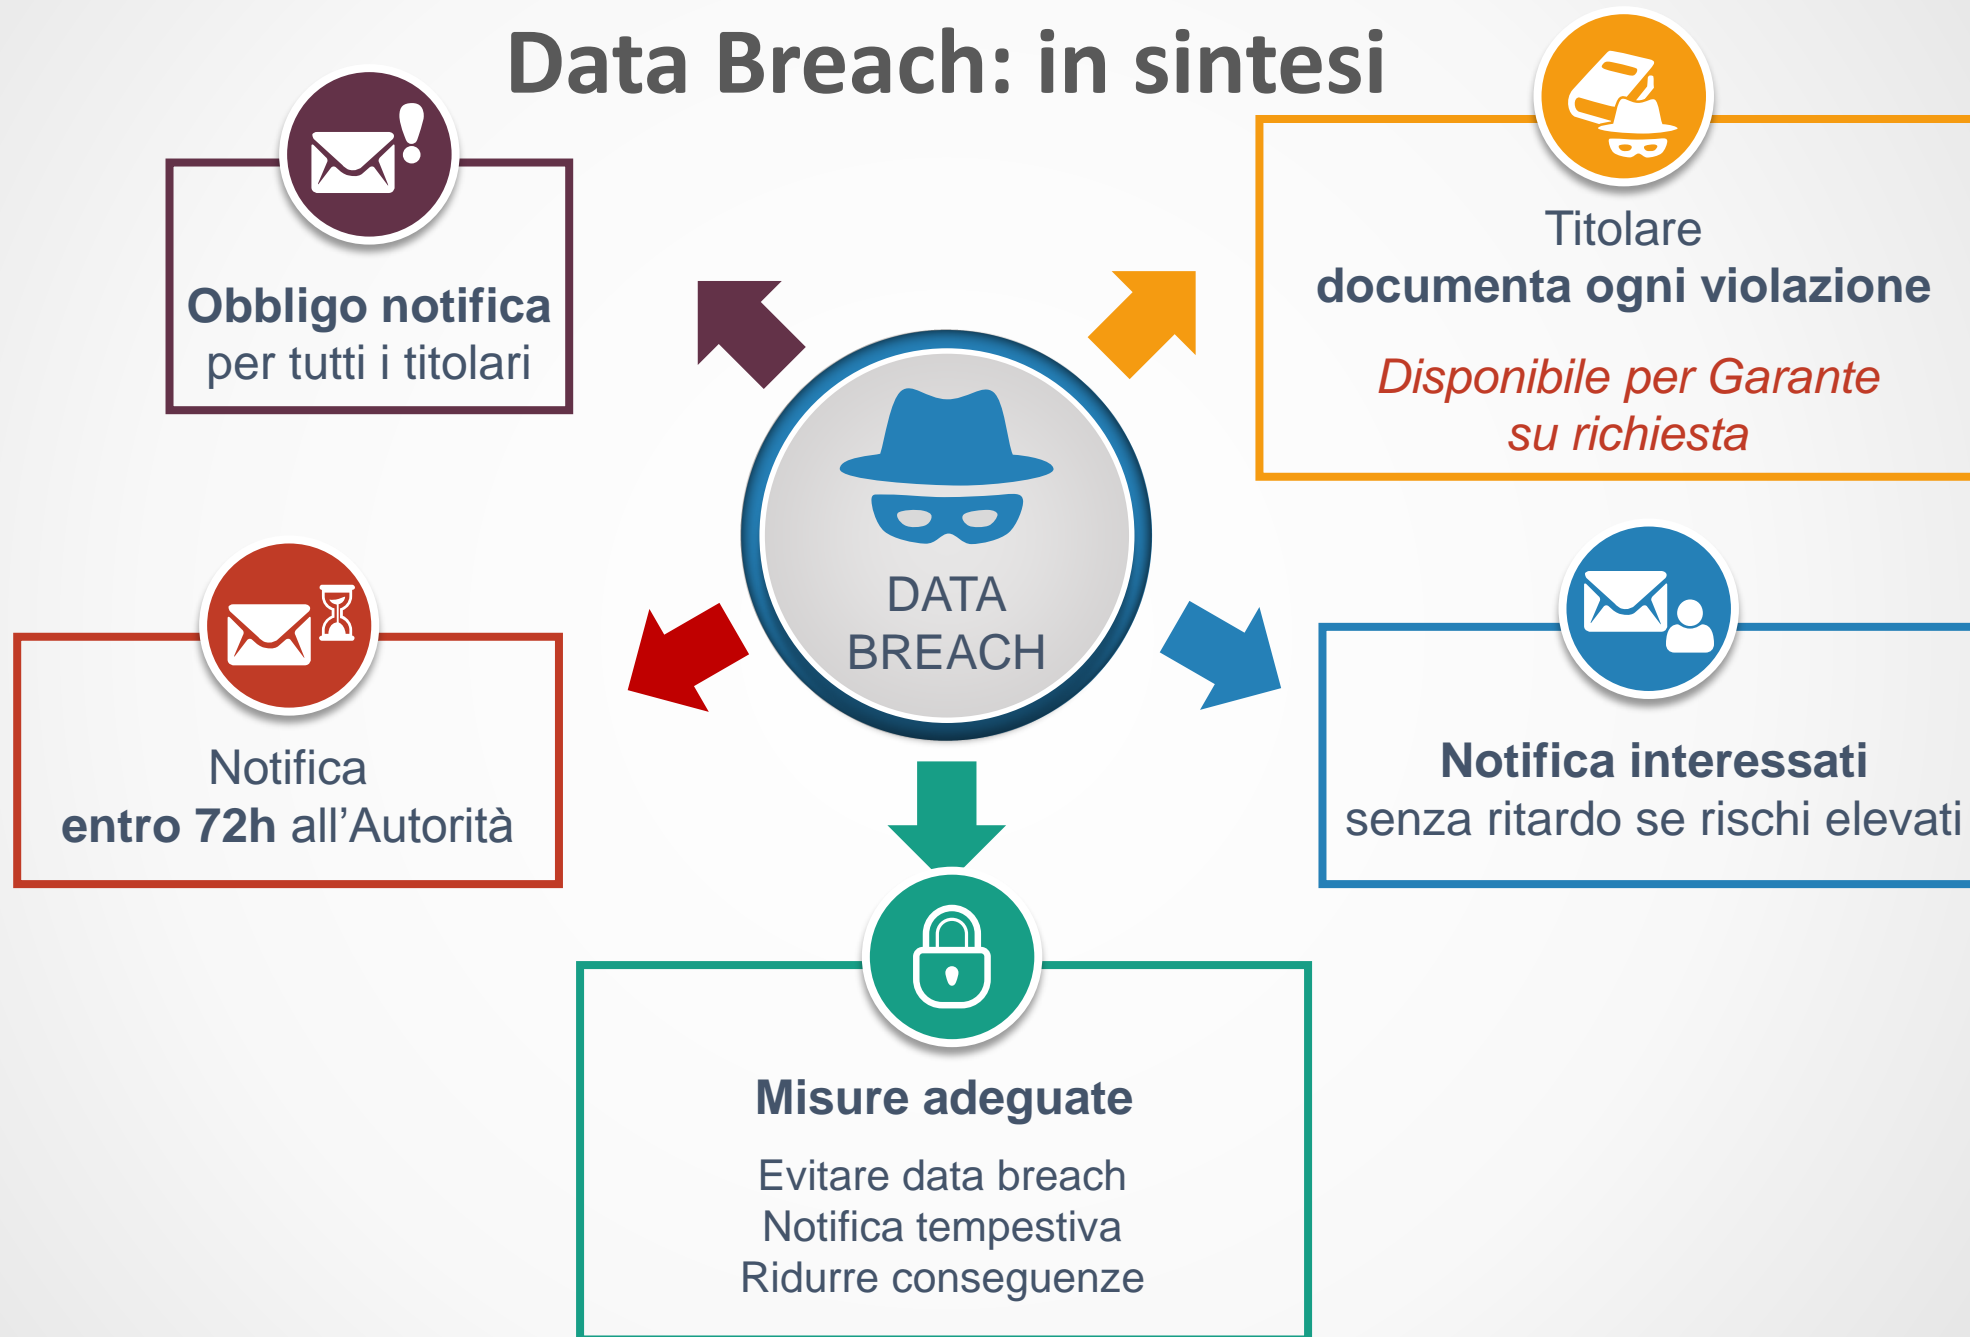 Data Breach: in sintesi
Obbligo notifica
per tutti i titolari
Titolare
documenta ogni violazione
Disponibile per Garante
su richiesta
DATA
BREACH
Notifica
entro 72h all’Autorità
Notifica interessati
senza ritardo se rischi elevati
Misure adeguate
Evitare data breach
Notifica tempestiva
Ridurre conseguenze